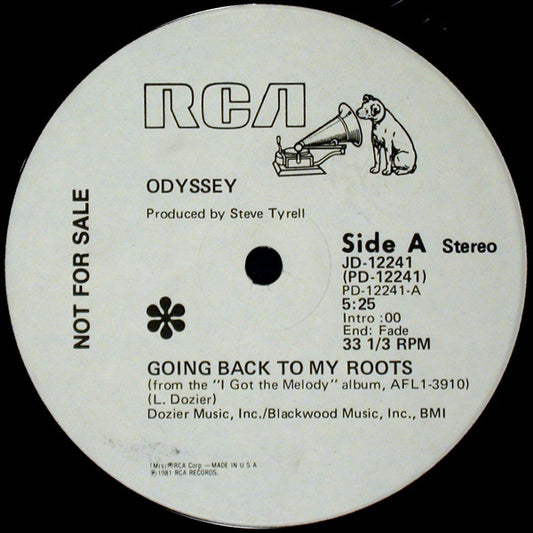 RCA
ODYSSEY
Produced by Steve Tyrell
NOT FOR SALE
Side A Stereo
JD-12241
(PD-12241)
PD-12241-A
5:25
Intro :00
End: Fade
33 1/3 RPM
GOING BACK TO MY ROOTS
(from the "I Got the Melody" album, AFL1-3910)
(L. Dozier)
Dozier Music, Inc./Blackwood Music, Inc., BMI
TM(s) ® RCA Corp. — MADE IN U S A
℗ 1981 RCA RECORDS.